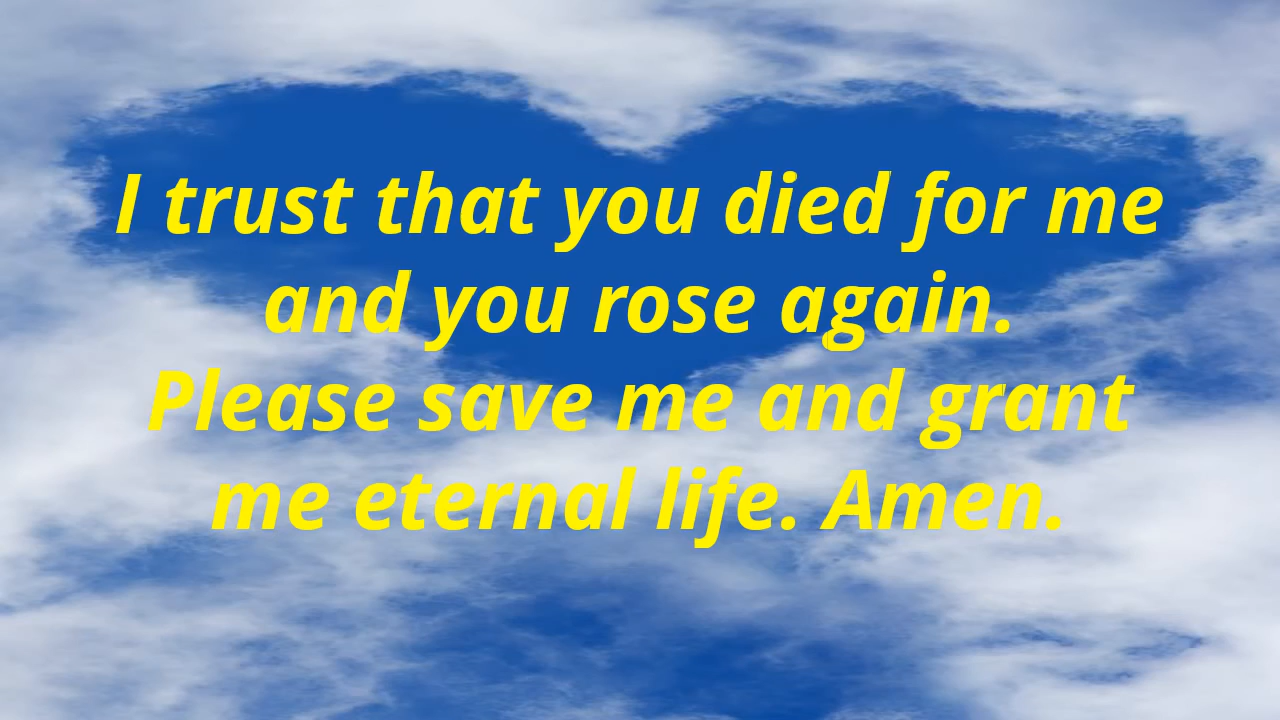 I trust that you died for me
and you rose again.
Please save me and grant
me eternal life. Amen.